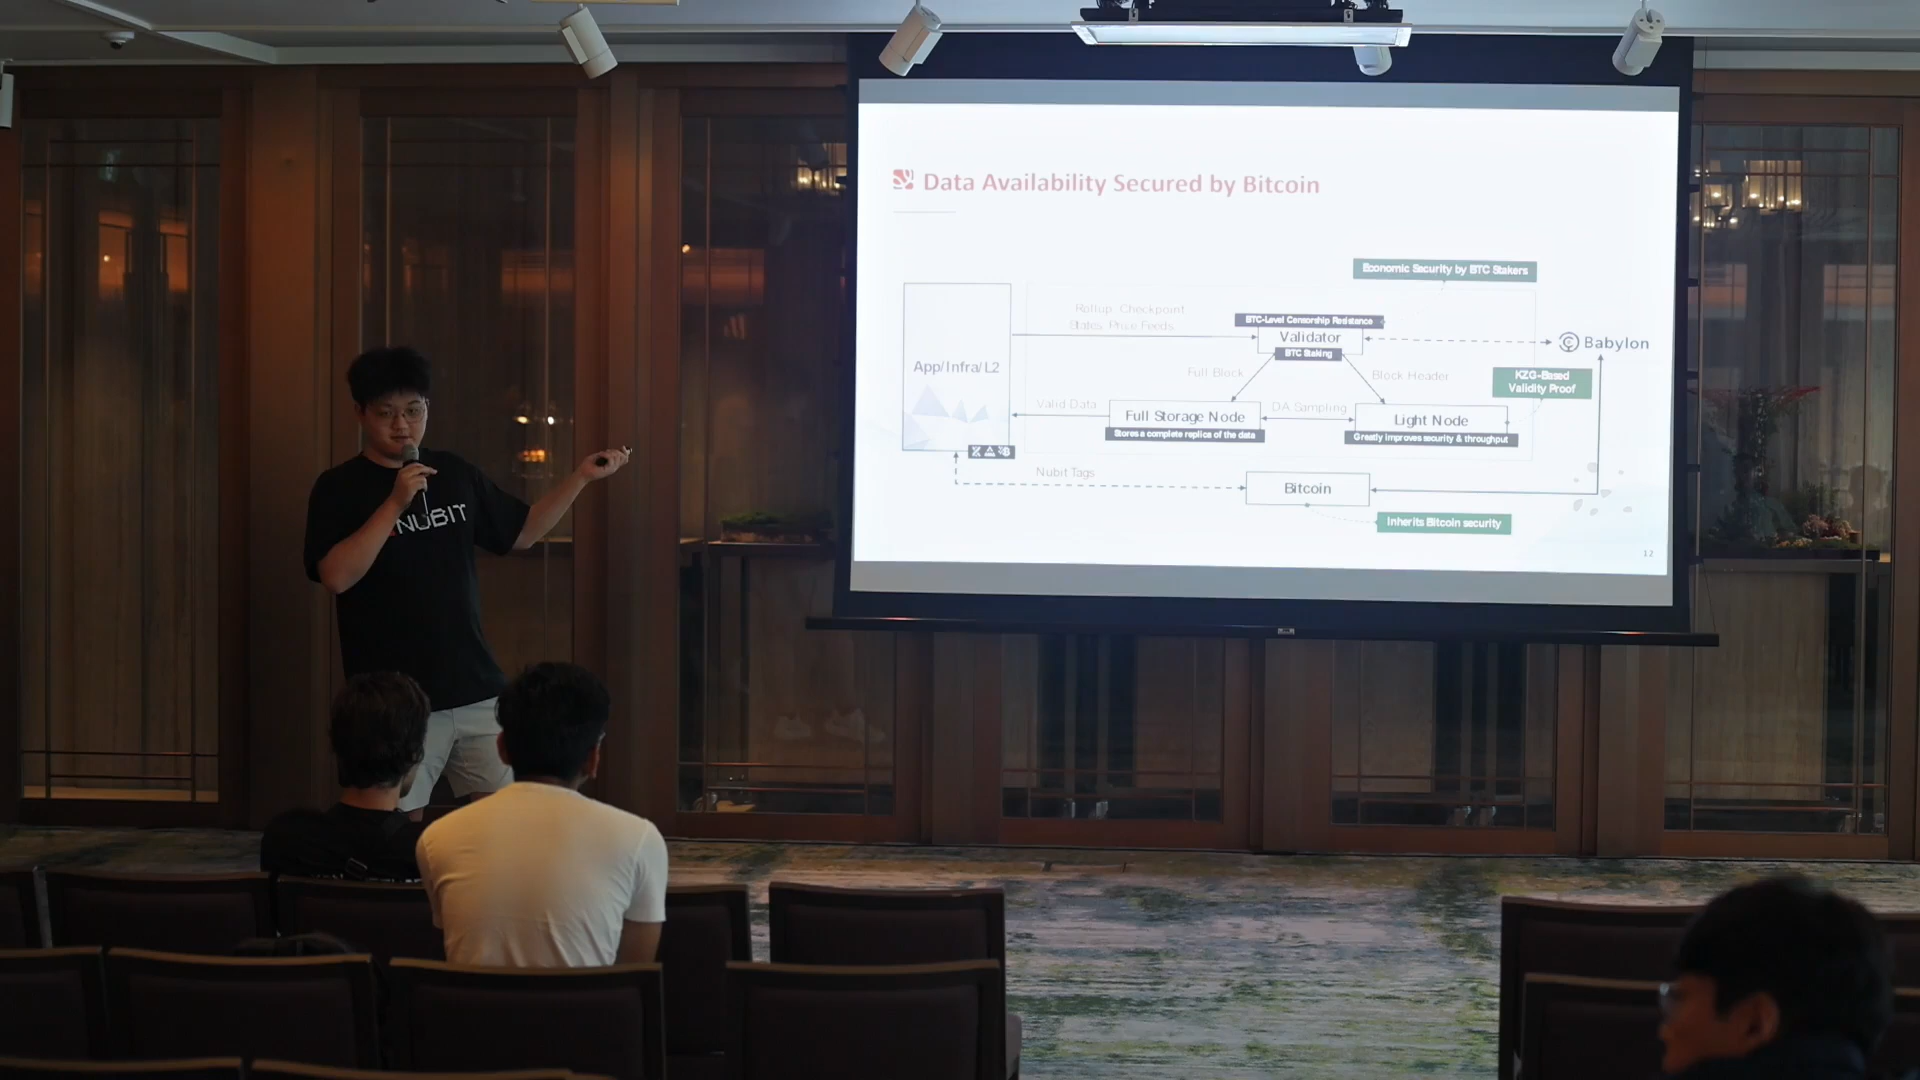 Data Availability Secured by Bitcoin
Economic Security by BTC Stakers
Rollup, Checkpoint
States, Price Feeds
BTC-Level Censorship Resistance
Validator
BTC Staking
Babylon
App/Infra/L2
Full Block
Block Header
KZG-Based
Validity Proof
Valid Data
Full Storage Node
Stores a complete replica of the data
DA Sampling
Light Node
Greatly improves security & throughput
Nubit Tags
Bitcoin
Inherits Bitcoin security
12
NUBIT